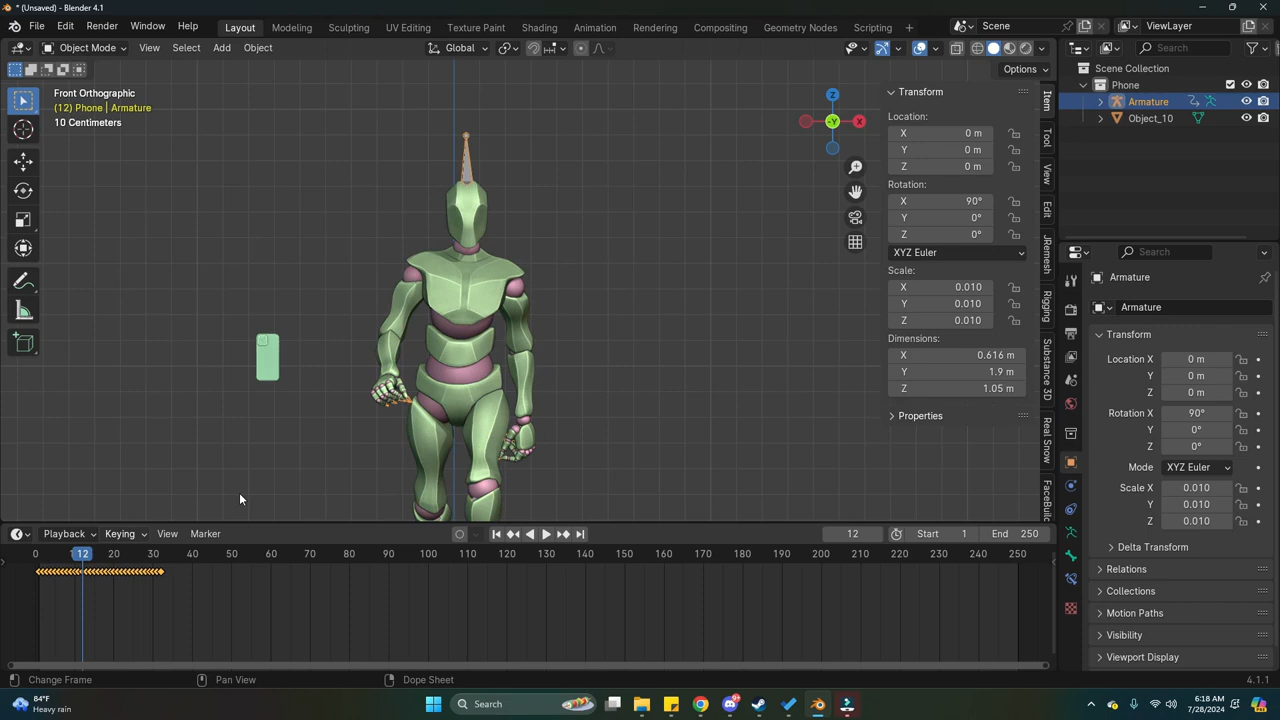 * (Unsaved) - Blender 4.1
File Edit Render Window Help Layout Modeling Sculpting UV Editing Texture Paint Shading Animation Rendering Compositing Geometry Nodes Scripting + Scene ViewLayer
Object Mode View Select Add Object Global Search
Options
Scene Collection
Phone
Armature
Object_10
Front Orthographic
(12) Phone | Armature
10 Centimeters
Z
-Y
X
Transform
Location:
X 0 m
Y 0 m
Z 0 m
Rotation:
X 90°
Y 0°
Z 0°
XYZ Euler
Scale:
X 0.010
Y 0.010
Z 0.010
Dimensions:
X 0.616 m
Y 1.9 m
Z 1.05 m
Properties
Item
Tool
View
Edit
JRemesh
Rigging
Substance 3D
Real Snow
FaceBuil
Search
Armature
Armature
Transform
Location X 0 m
Y 0 m
Z 0 m
Rotation X 90°
Y 0°
Z 0°
Mode XYZ Euler
Scale X 0.010
Y 0.010
Z 0.010
Delta Transform
Relations
Collections
Motion Paths
Visibility
Viewport Display
Playback Keying View Marker 12 Start 1 End 250
0 12 20 30 40 50 60 70 80 90 100 110 120 130 140 150 160 170 180 190 200 210 220 230 240 250
Change Frame Pan View Dope Sheet 4.1.1
84°F
Heavy rain
Search
6:18 AM
7/28/2024